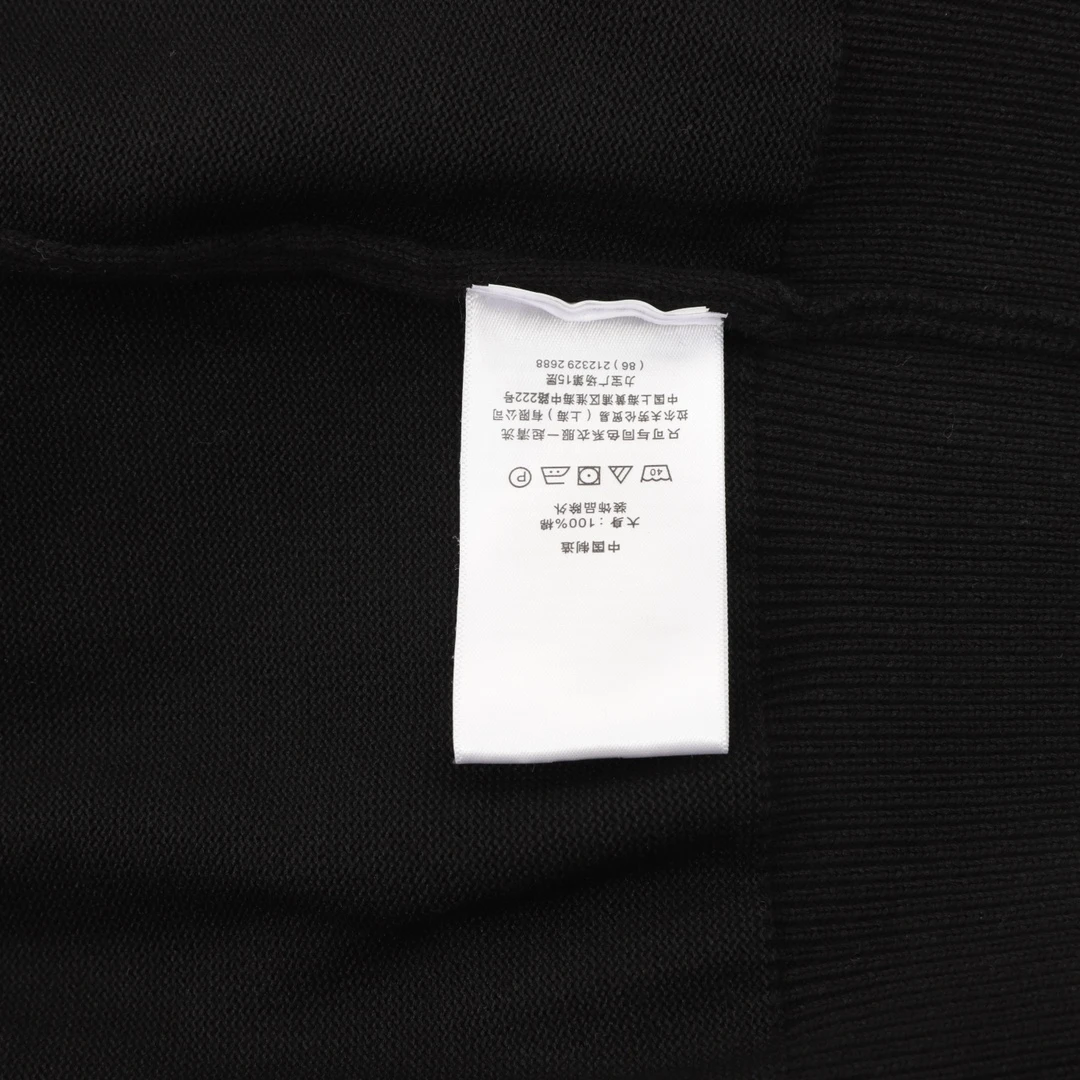 中国制造
大身：100%棉
装饰品除外
40 P
只可与同色系衣服一起清洗
拉尔夫劳伦贸易（上海）有限公司
中国上海黄浦区淮海中路222号
力宝广场第15层
( 86 ) 212329 2688